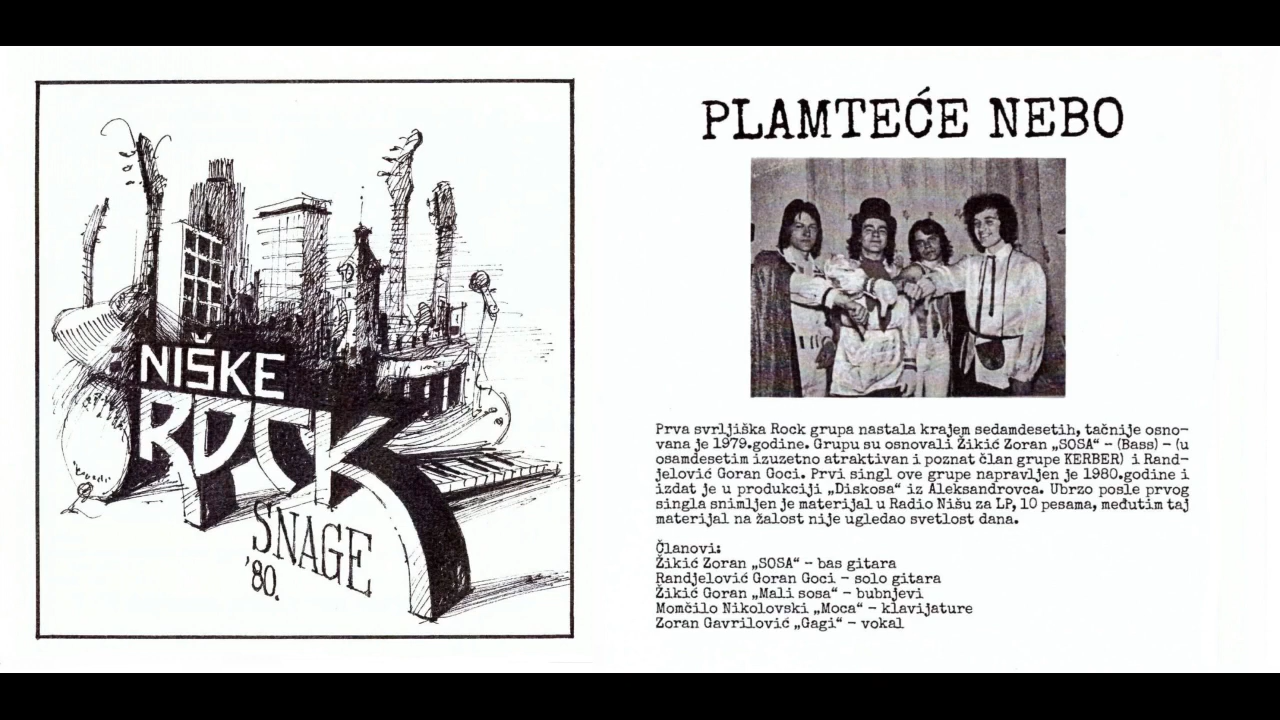 NIŠKE
ROCK
SNAGE
'80.
PLAMTEĆE NEBO
Prva svrljiška Rock grupa nastala krajem sedamdesetih, tačnije osno-
vana je 1979.godine. Grupu su osnovali Žikić Zoran „SOSA“ – (Bass) – (u
osamdesetim izuzetno atraktivan i poznat član grupe KERBER) i Rand-
jelović Goran Goci. Prvi singl ove grupe napravljen je 1980.godine i
izdat je u produkciji „Diskosa“ iz Aleksandrovca. Ubrzo posle prvog
singla snimljen je materijal u Radio Nišu za LP, 10 pesama, međutim taj
materijal na žalost nije ugledao svetlost dana.
Članovi:
Žikić Zoran „SOSA“ – bas gitara
Randjelović Goran Goci – solo gitara
Žikić Goran „Mali sosa“ – bubnjevi
Momčilo Nikolovski „Moca“ – klavijature
Zoran Gavrilović „Gagi“ – vokal